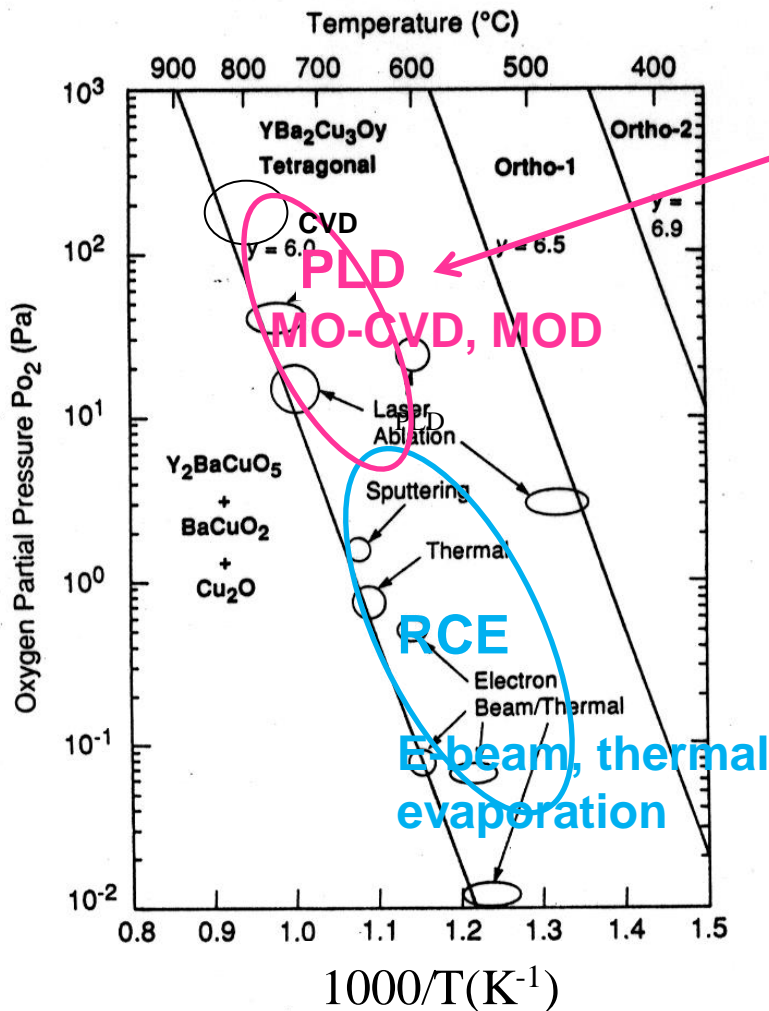 Temperature (°C)
900 800 700 600 500 400
10³
YBa₂Cu₃Oy
Tetragonal
Ortho-1
Ortho-2
y =
6.9
CVD
y = 6.0
y = 6.5
10²
PLD
MO-CVD, MOD
Oxygen Partial Pressure Po₂ (Pa)
10¹
Laser
PLD
Ablation
Y₂BaCuO₅
+
BaCuO₂
+
Cu₂O
Sputtering
Thermal
10⁰
RCE
Electron
Beam/Thermal
10⁻¹
E-beam, thermal
evaporation
10⁻²
0.8 0.9 1.0 1.1 1.2 1.3 1.4 1.5
1000/T(K⁻¹)